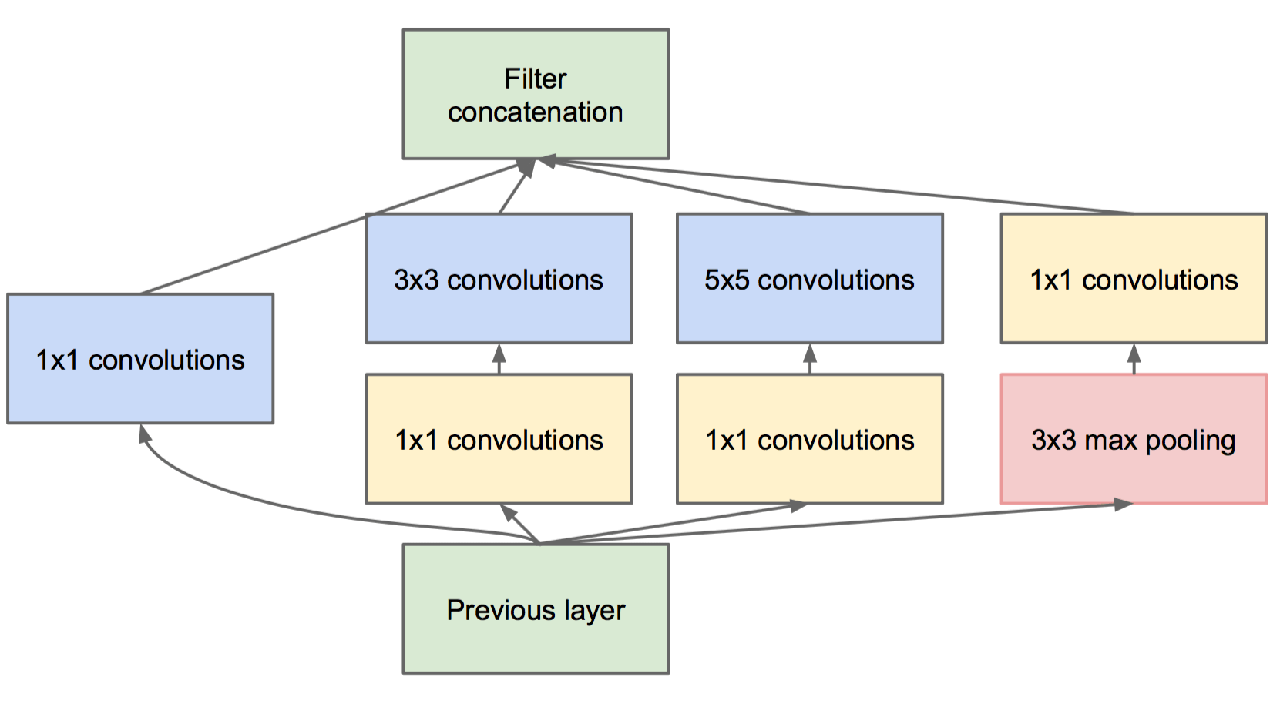 Filter
concatenation
3x3 convolutions
5x5 convolutions
1x1 convolutions
1x1 convolutions
1x1 convolutions
1x1 convolutions
3x3 max pooling
Previous layer